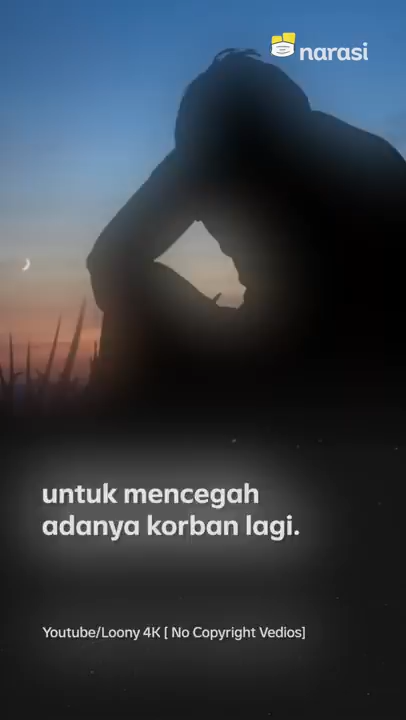 narasi
untuk mencegah
adanya korban lagi.
Youtube/Loony 4K [ No Copyright Vedios]